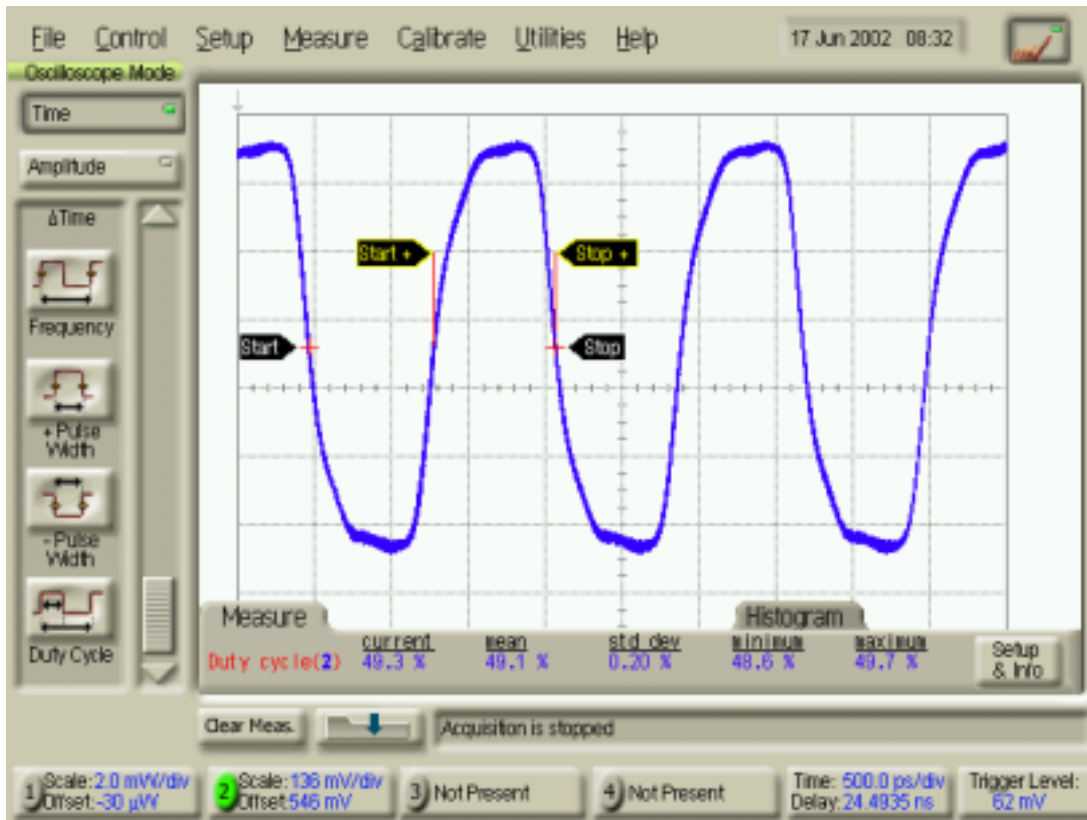 File Control Setup Measure Calibrate Utilities Help 17 Jun 2002 08:32
Oscilloscope Mode
Time
Amplitude
ΔTime
Frequency
+ Pulse
Width
- Pulse
Width
Duty Cycle
Start +
Stop +
Start
Stop
Measure
Histogram
current mean std dev minimum maximum
Duty cycle(2) 49.3 % 49.1 % 0.20 % 48.6 % 49.7 %
Setup
& Info
Clear Meas.
Acquisition is stopped
1 Scale: 2.0 mW/div
Offset: -30 µW
2 Scale: 136 mV/div
Offset: 546 mV
3 Not Present
4 Not Present
Time: 500.0 ps/div
Delay: 24.4935 ns
Trigger Level:
62 mV